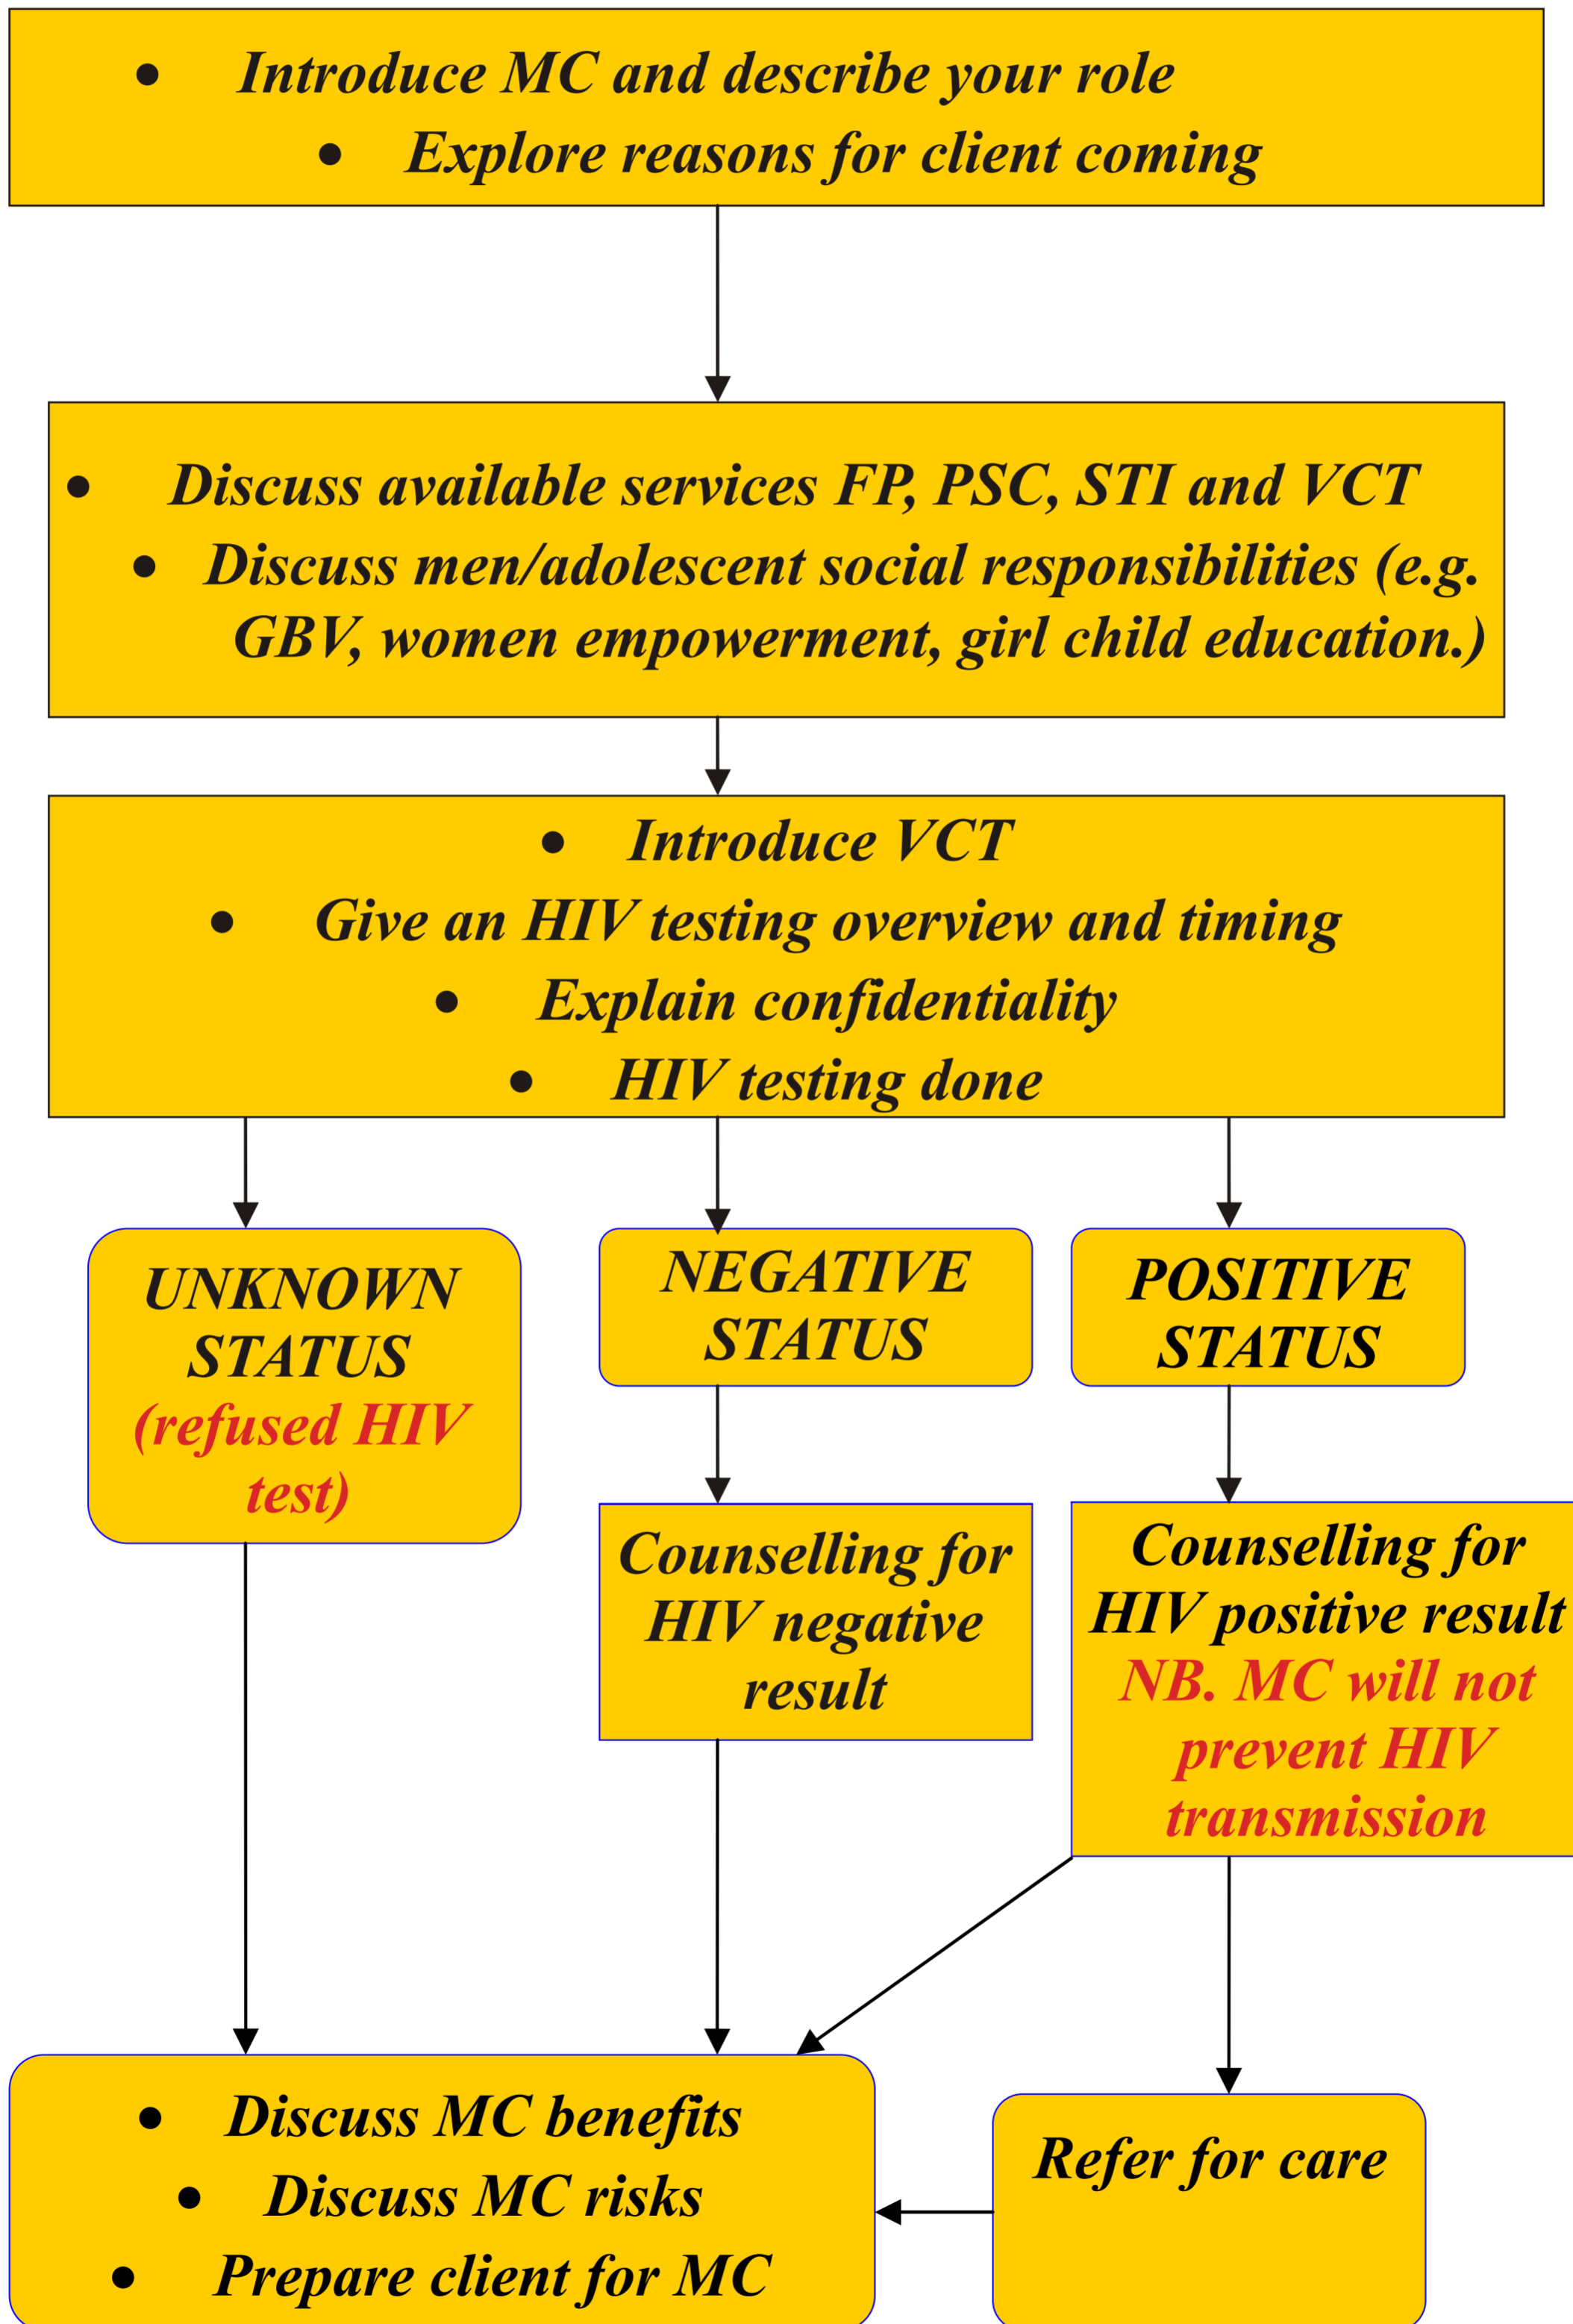 • Introduce MC and describe your role
• Explore reasons for client coming
• Discuss available services FP, PSC, STI and VCT
• Discuss men/adolescent social responsibilities (e.g.
GBV, women empowerment, girl child education.)
• Introduce VCT
• Give an HIV testing overview and timing
• Explain confidentiality
• HIV testing done
UNKNOWN
STATUS
(refused HIV
test)
NEGATIVE
STATUS
POSITIVE
STATUS
Counselling for
HIV negative
result
Counselling for
HIV positive result
NB. MC will not
prevent HIV
transmission
• Discuss MC benefits
• Discuss MC risks
• Prepare client for MC
Refer for care